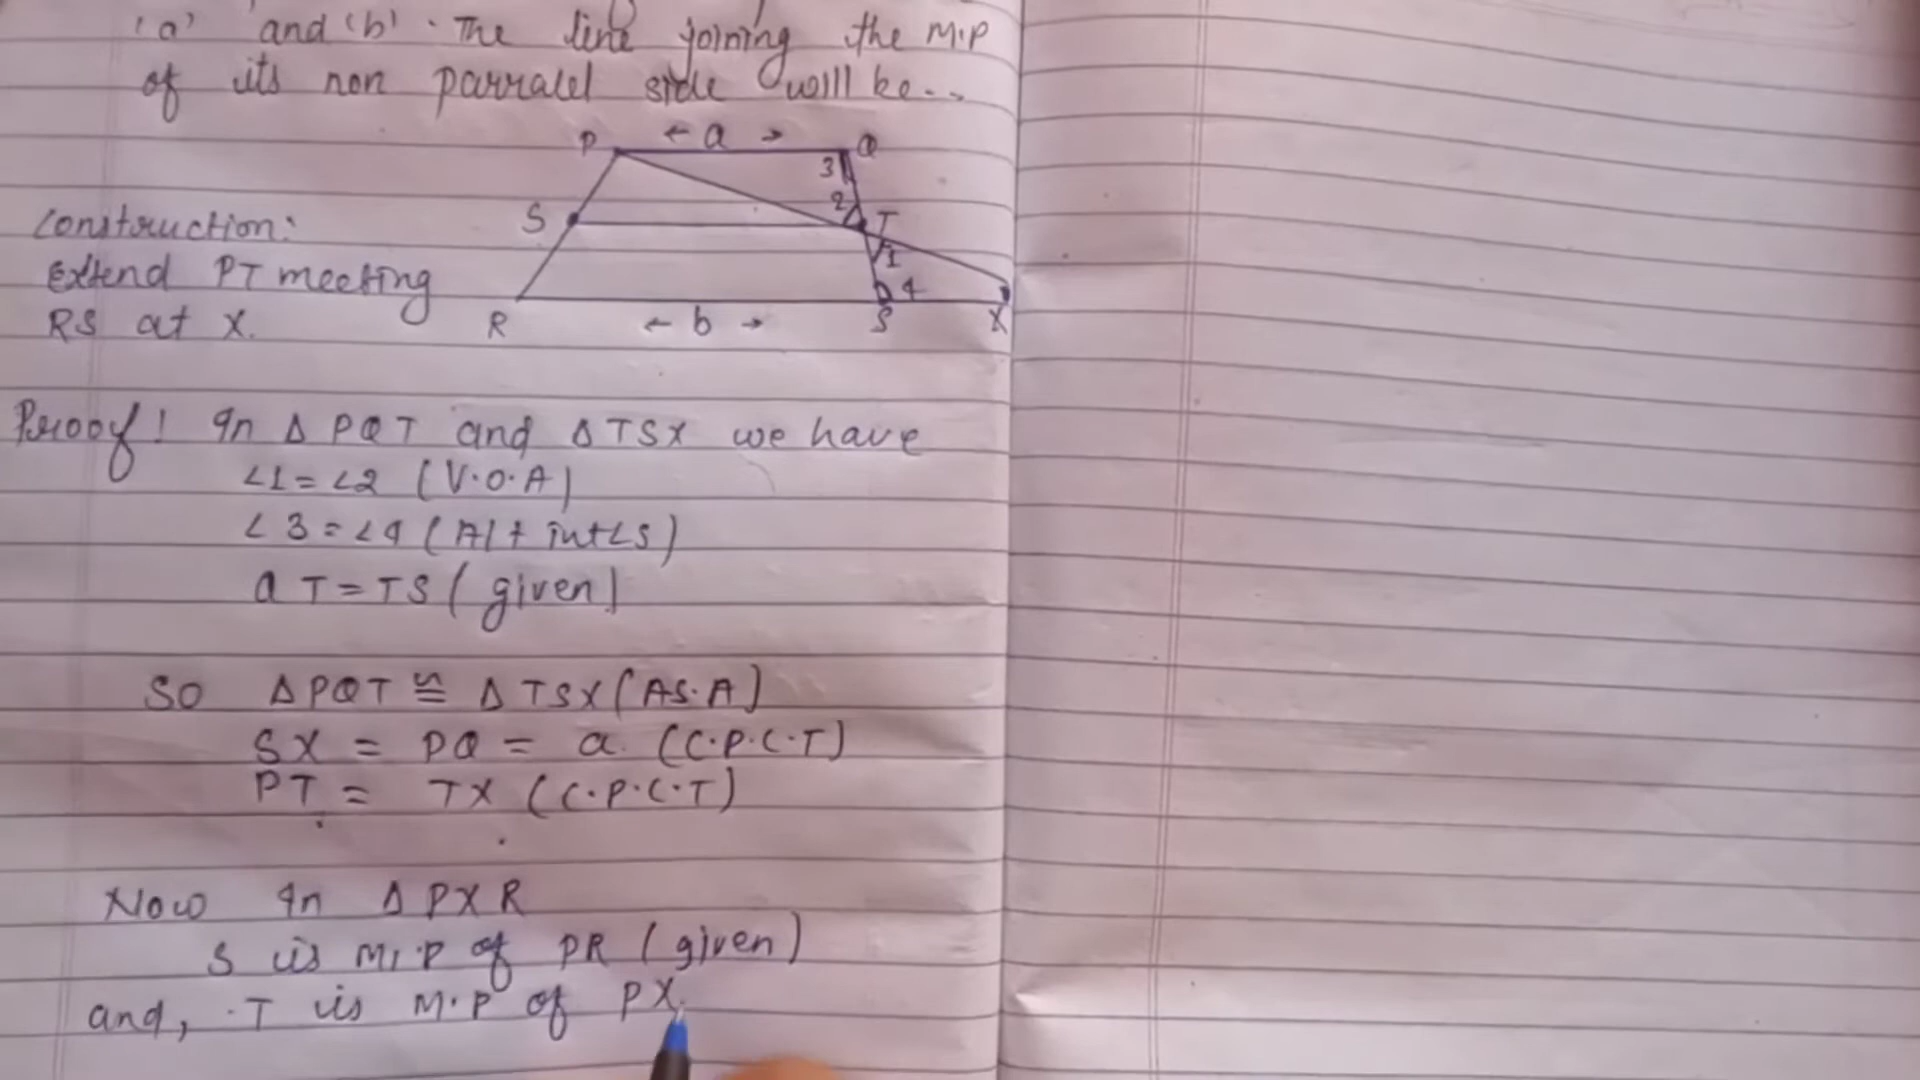 'a' and 'b'. The line joining the M.P
of its non parralel side will be..
P ← a → Q
3
2
S T
1
4
R ← b → S X
Construction:
Extend PT meeting
RS at X.
Proof! In Δ PQT and Δ TSX we have
∠1 = ∠2 (V.O.A)
∠3 = ∠4 (Alt int∠s)
QT = TS (given)
So Δ PQT ≅ Δ TSX (AS.A)
SX = PQ = a. (C.P.C.T)
PT = TX (C.P.C.T)
Now In Δ PXR
S is M.P of PR (given)
and, T is M.P of PX.